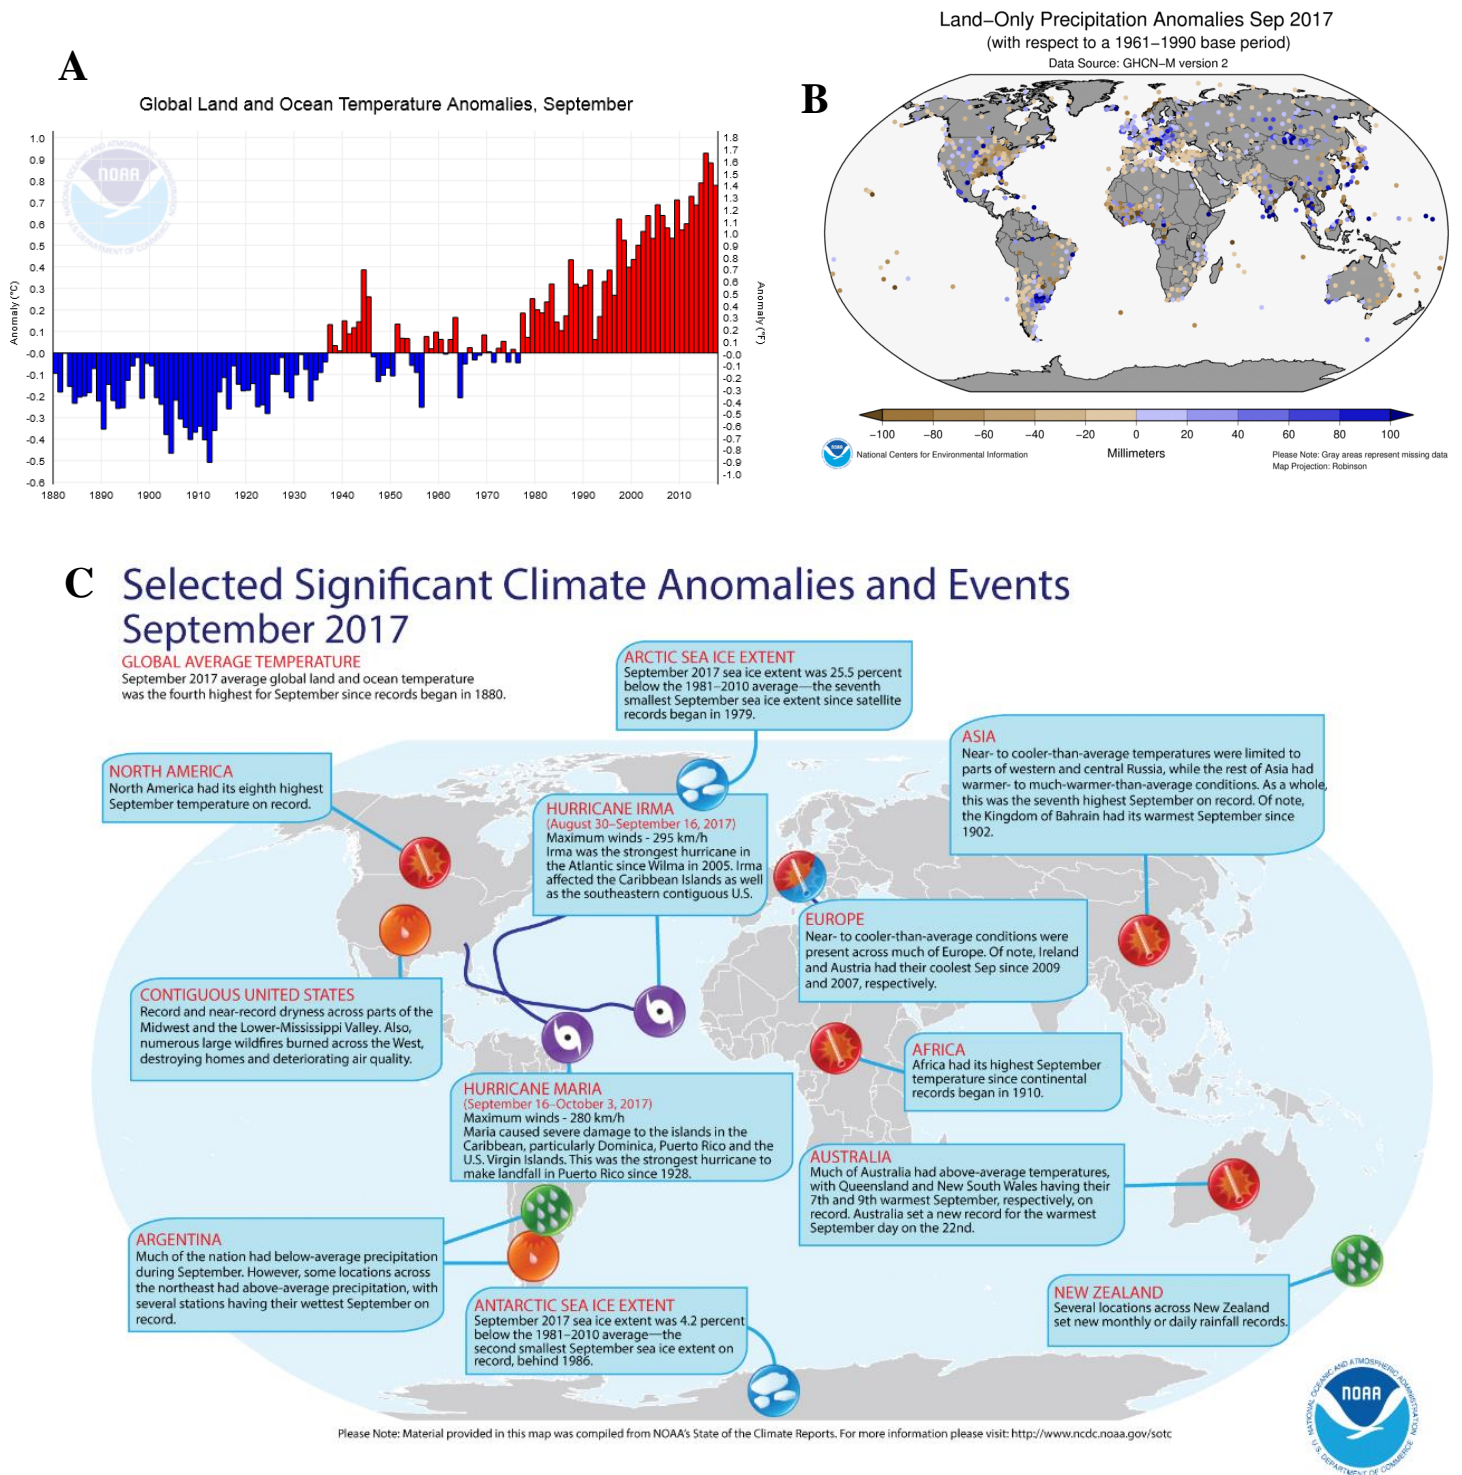 A
Global Land and Ocean Temperature Anomalies, September
1.0
0.9
0.8
0.7
0.6
0.5
0.4
0.3
0.2
0.1
-0.0
-0.1
-0.2
-0.3
-0.4
-0.5
-0.6
Anomaly (°C)
1.8
1.7
1.6
1.5
1.4
1.3
1.2
1.1
1.0
0.9
0.8
0.7
0.6
0.5
0.4
0.3
0.2
0.1
-0.0
-0.1
-0.2
-0.3
-0.4
-0.5
-0.6
-0.7
-0.8
-0.9
-1.0
Anomaly (°F)
1880 1890 1900 1910 1920 1930 1940 1950 1960 1970 1980 1990 2000 2010
NATIONAL OCEANIC AND ATMOSPHERIC ADMINISTRATION
NOAA
U.S. DEPARTMENT OF COMMERCE
B
Land−Only Precipitation Anomalies Sep 2017
(with respect to a 1961−1990 base period)
Data Source: GHCN−M version 2
−100 −80 −60 −40 −20 0 20 40 60 80 100
Millimeters
NOAA
National Centers for Environmental Information
Please Note: Gray areas represent missing data
Map Projection: Robinson
C
Selected Significant Climate Anomalies and Events
September 2017
GLOBAL AVERAGE TEMPERATURE
September 2017 average global land and ocean temperature
was the fourth highest for September since records began in 1880.
ARCTIC SEA ICE EXTENT
September 2017 sea ice extent was 25.5 percent
below the 1981–2010 average—the seventh
smallest September sea ice extent since satellite
records began in 1979.
ASIA
Near- to cooler-than-average temperatures were limited to
parts of western and central Russia, while the rest of Asia had
warmer- to much-warmer-than-average conditions. As a whole,
this was the seventh highest September on record. Of note,
the Kingdom of Bahrain had its warmest September since
1902.
NORTH AMERICA
North America had its eighth highest
September temperature on record.
HURRICANE IRMA
(August 30–September 16, 2017)
Maximum winds - 295 km/h
Irma was the strongest hurricane in
the Atlantic since Wilma in 2005. Irma
affected the Caribbean Islands as well
as the southeastern contiguous U.S.
EUROPE
Near- to cooler-than-average conditions were
present across much of Europe. Of note, Ireland
and Austria had their coolest Sep since 2009
and 2007, respectively.
CONTIGUOUS UNITED STATES
Record and near-record dryness across parts of the
Midwest and the Lower-Mississippi Valley. Also,
numerous large wildfires burned across the West,
destroying homes and deteriorating air quality.
AFRICA
Africa had its highest September
temperature since continental
records began in 1910.
HURRICANE MARIA
(September 16–October 3, 2017)
Maximum winds - 280 km/h
Maria caused severe damage to the islands in the
Caribbean, particularly Dominica, Puerto Rico and the
U.S. Virgin Islands. This was the strongest hurricane to
make landfall in Puerto Rico since 1928.
AUSTRALIA
Much of Australia had above-average temperatures,
with Queensland and New South Wales having their
7th and 9th warmest September, respectively, on
record. Australia set a new record for the warmest
September day on the 22nd.
ARGENTINA
Much of the nation had below-average precipitation
during September. However, some locations across
the northeast had above-average precipitation, with
several stations having their wettest September on
record.
NEW ZEALAND
Several locations across New Zealand
set new monthly or daily rainfall records.
ANTARCTIC SEA ICE EXTENT
September 2017 sea ice extent was 4.2 percent
below the 1981–2010 average—the
second smallest September sea ice extent on
record, behind 1986.
NATIONAL OCEANIC AND ATMOSPHERIC ADMINISTRATION
NOAA
U.S. DEPARTMENT OF COMMERCE
Please Note: Material provided in this map was compiled from NOAA's State of the Climate Reports. For more information please visit: http://www.ncdc.noaa.gov/sotc